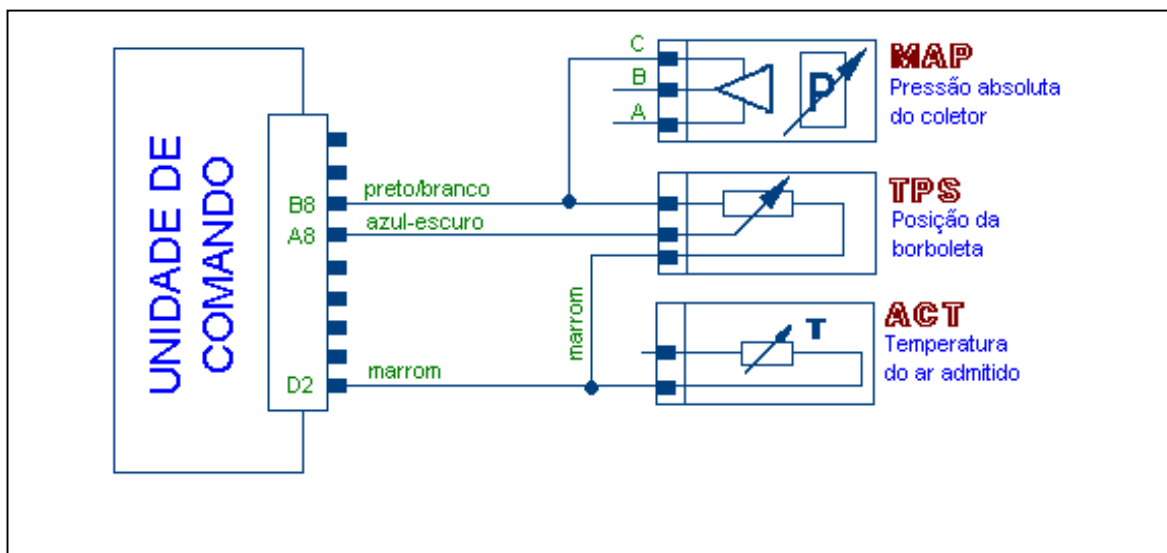 UNIDADE DE
COMANDO
B8
A8
D2
preto/branco
azul-escuro
marrom
marrom
C
B
A
P
MAP
Pressão absoluta
do coletor
TPS
Posição da
borboleta
T
ACT
Temperatura
do ar admitido